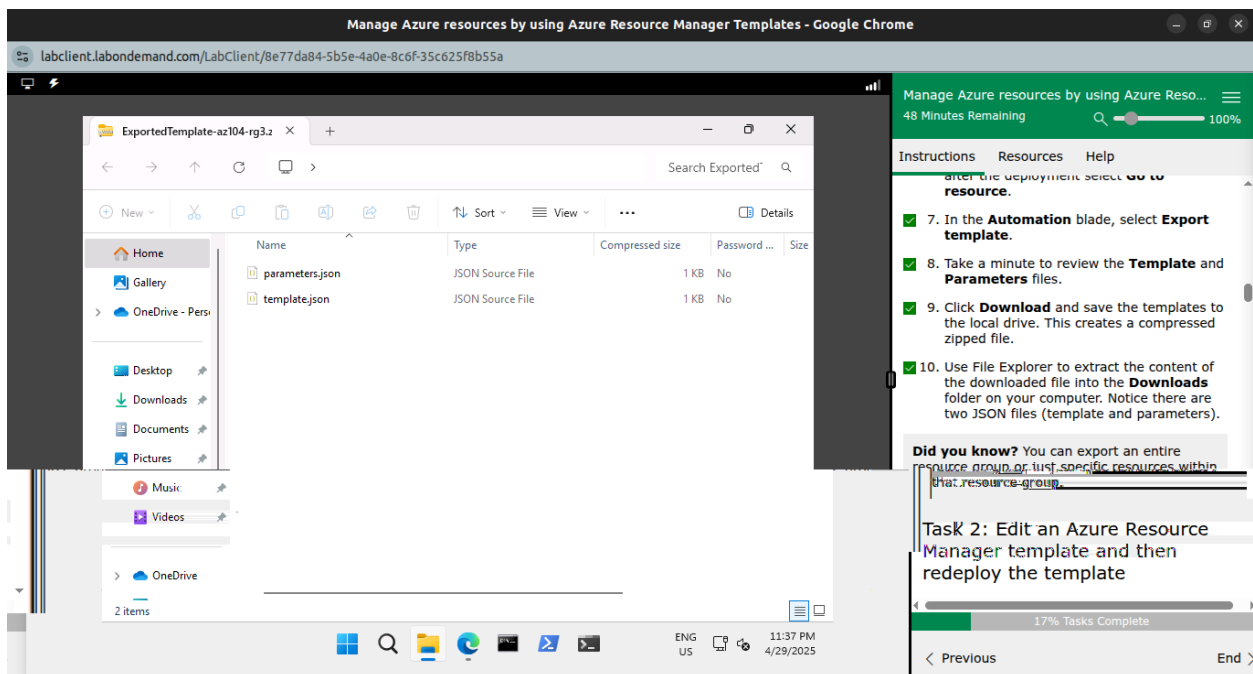 Manage Azure resources by using Azure Resource Manager Templates - Google Chrome
labclient.labondemand.com/LabClient/8e77da84-5b5e-4a0e-8c6f-35c625f8b55a
ExportedTemplate-az104-rg3.z
Search Exported
New
Sort
View
Details
Home
Gallery
OneDrive - Perso
Desktop
Downloads
Documents
Pictures
Music
Videos
OneDrive
Name Type Compressed size Password ... Size
parameters.json JSON Source File 1 KB No
template.json JSON Source File 1 KB No
2 items
ENG
US
11:37 PM
4/29/2025
Manage Azure resources by using Azure Reso...
48 Minutes Remaining
100%
Instructions Resources Help
after the deployment select Go to
resource.
7. In the Automation blade, select Export
template.
8. Take a minute to review the Template and
Parameters files.
9. Click Download and save the templates to
the local drive. This creates a compressed
zipped file.
10. Use File Explorer to extract the content of
the downloaded file into the Downloads
folder on your computer. Notice there are
two JSON files (template and parameters).
Did you know? You can export an entire
resource group or just specific resources within
that resource group.
Task 2: Edit an Azure Resource
Manager template and then
redeploy the template
17% Tasks Complete
Previous
End